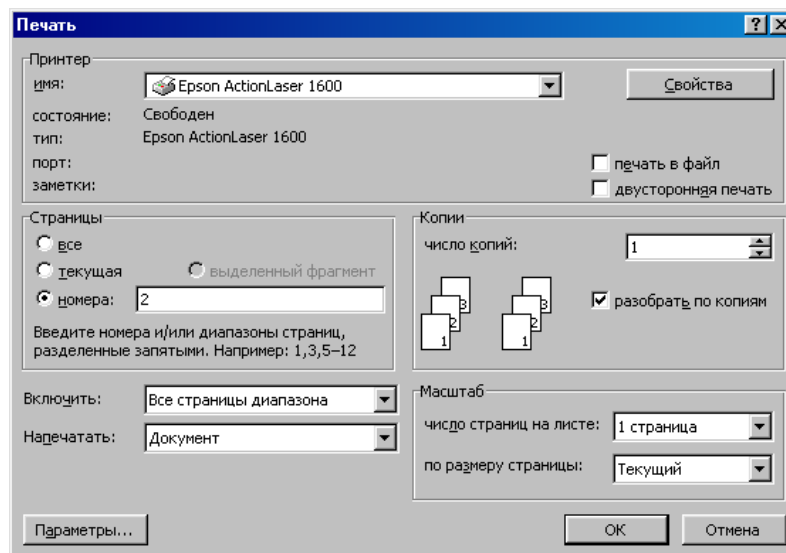 Печать
Принтер
имя: Epson ActionLaser 1600 Свойства
состояние: Свободен
тип: Epson ActionLaser 1600
порт: печать в файл
заметки: двусторонняя печать
Страницы
все
текущая выделенный фрагмент
номера: 2
Введите номера и/или диапазоны страниц,
разделенные запятыми. Например: 1,3,5–12
Копии
число копий: 1
3 3
2 2
1 1
разобрать по копиям
Включить: Все страницы диапазона
Напечатать: Документ
Масштаб
число страниц на листе: 1 страница
по размеру страницы: Текущий
Параметры... ОК Отмена